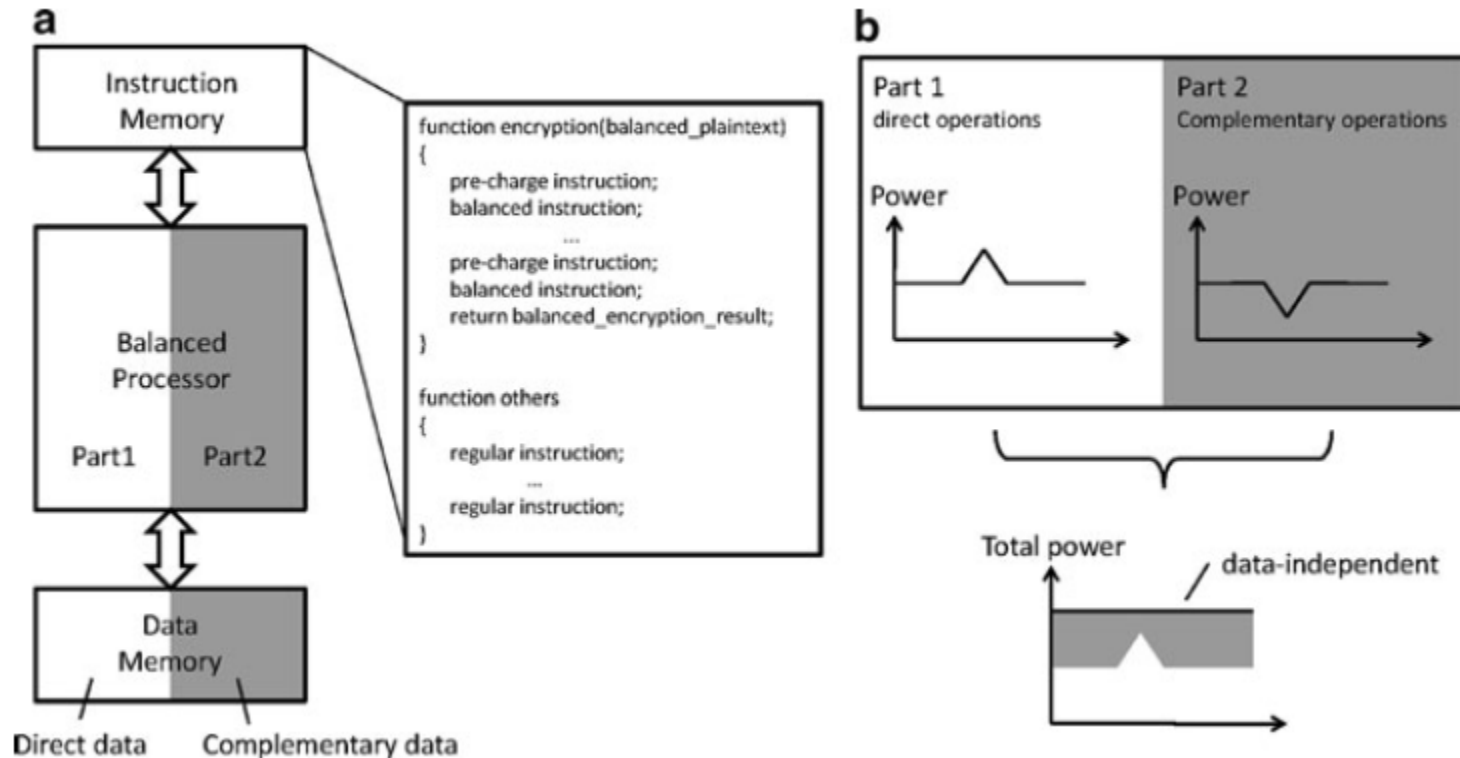 a
Instruction
Memory
function encryption(balanced_plaintext)
{
pre-charge instruction;
balanced instruction;
...
pre-charge instruction;
balanced instruction;
return balanced_encryption_result;
}
function others
{
regular instruction;
...
regular instruction;
}
Balanced
Processor
Part1
Part2
Data
Memory
Direct data
Complementary data
b
Part 1
direct operations
Part 2
Complementary operations
Power
Power
Total power
data-independent